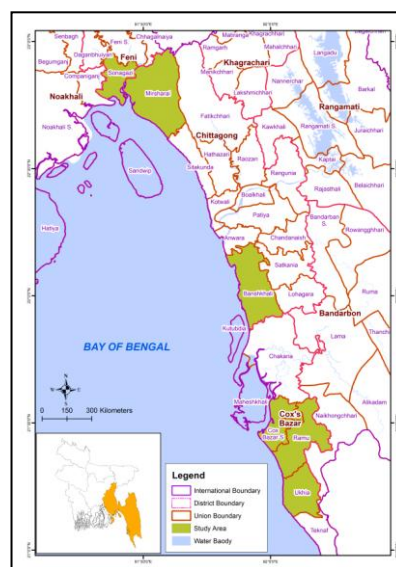 Senbagh
Feni S.
Chhagalnaiya
Ramgarh
Matiranga
Khagrachhari
Mahalchhari
Langadu
Begumganj
Daganbhuiyan
Feni
Sonagazi
Companiganj
Mirsharai
Manikchhari
Khagrachari
Lakshmichhari
Nannerchar
Barkal
Noakhali
Rangamati
Noakhali S.
Fatikchhari
Chittagong
Kawkhali
Rangamati S.
Juraichhari
Sandwip
Sitakunda
Hathazari
Raozan
Kaptai
Rangunia
Rajasthali
Belaichhari
Hatiya
Kotwali
Boalkhali
Patiya
Bandarban
S.
Rowangchhari
Anwara
Chandanaish
Satkania
Banshkhali
Lohagara
Ruma
Kutubdia
Bandarbon
Thanchi
BAY OF BENGAL
Lama
Chakaria
Alikadam
Maheshkhali
Cox's
Bazar
Naikhongchhari
Cox's
Bazar S.
Ramu
Ukhia
Teknaf
0 150 300 Kilometers
Legend
International Boundary
District Boundary
Union Boundary
Study Area
Water Baody